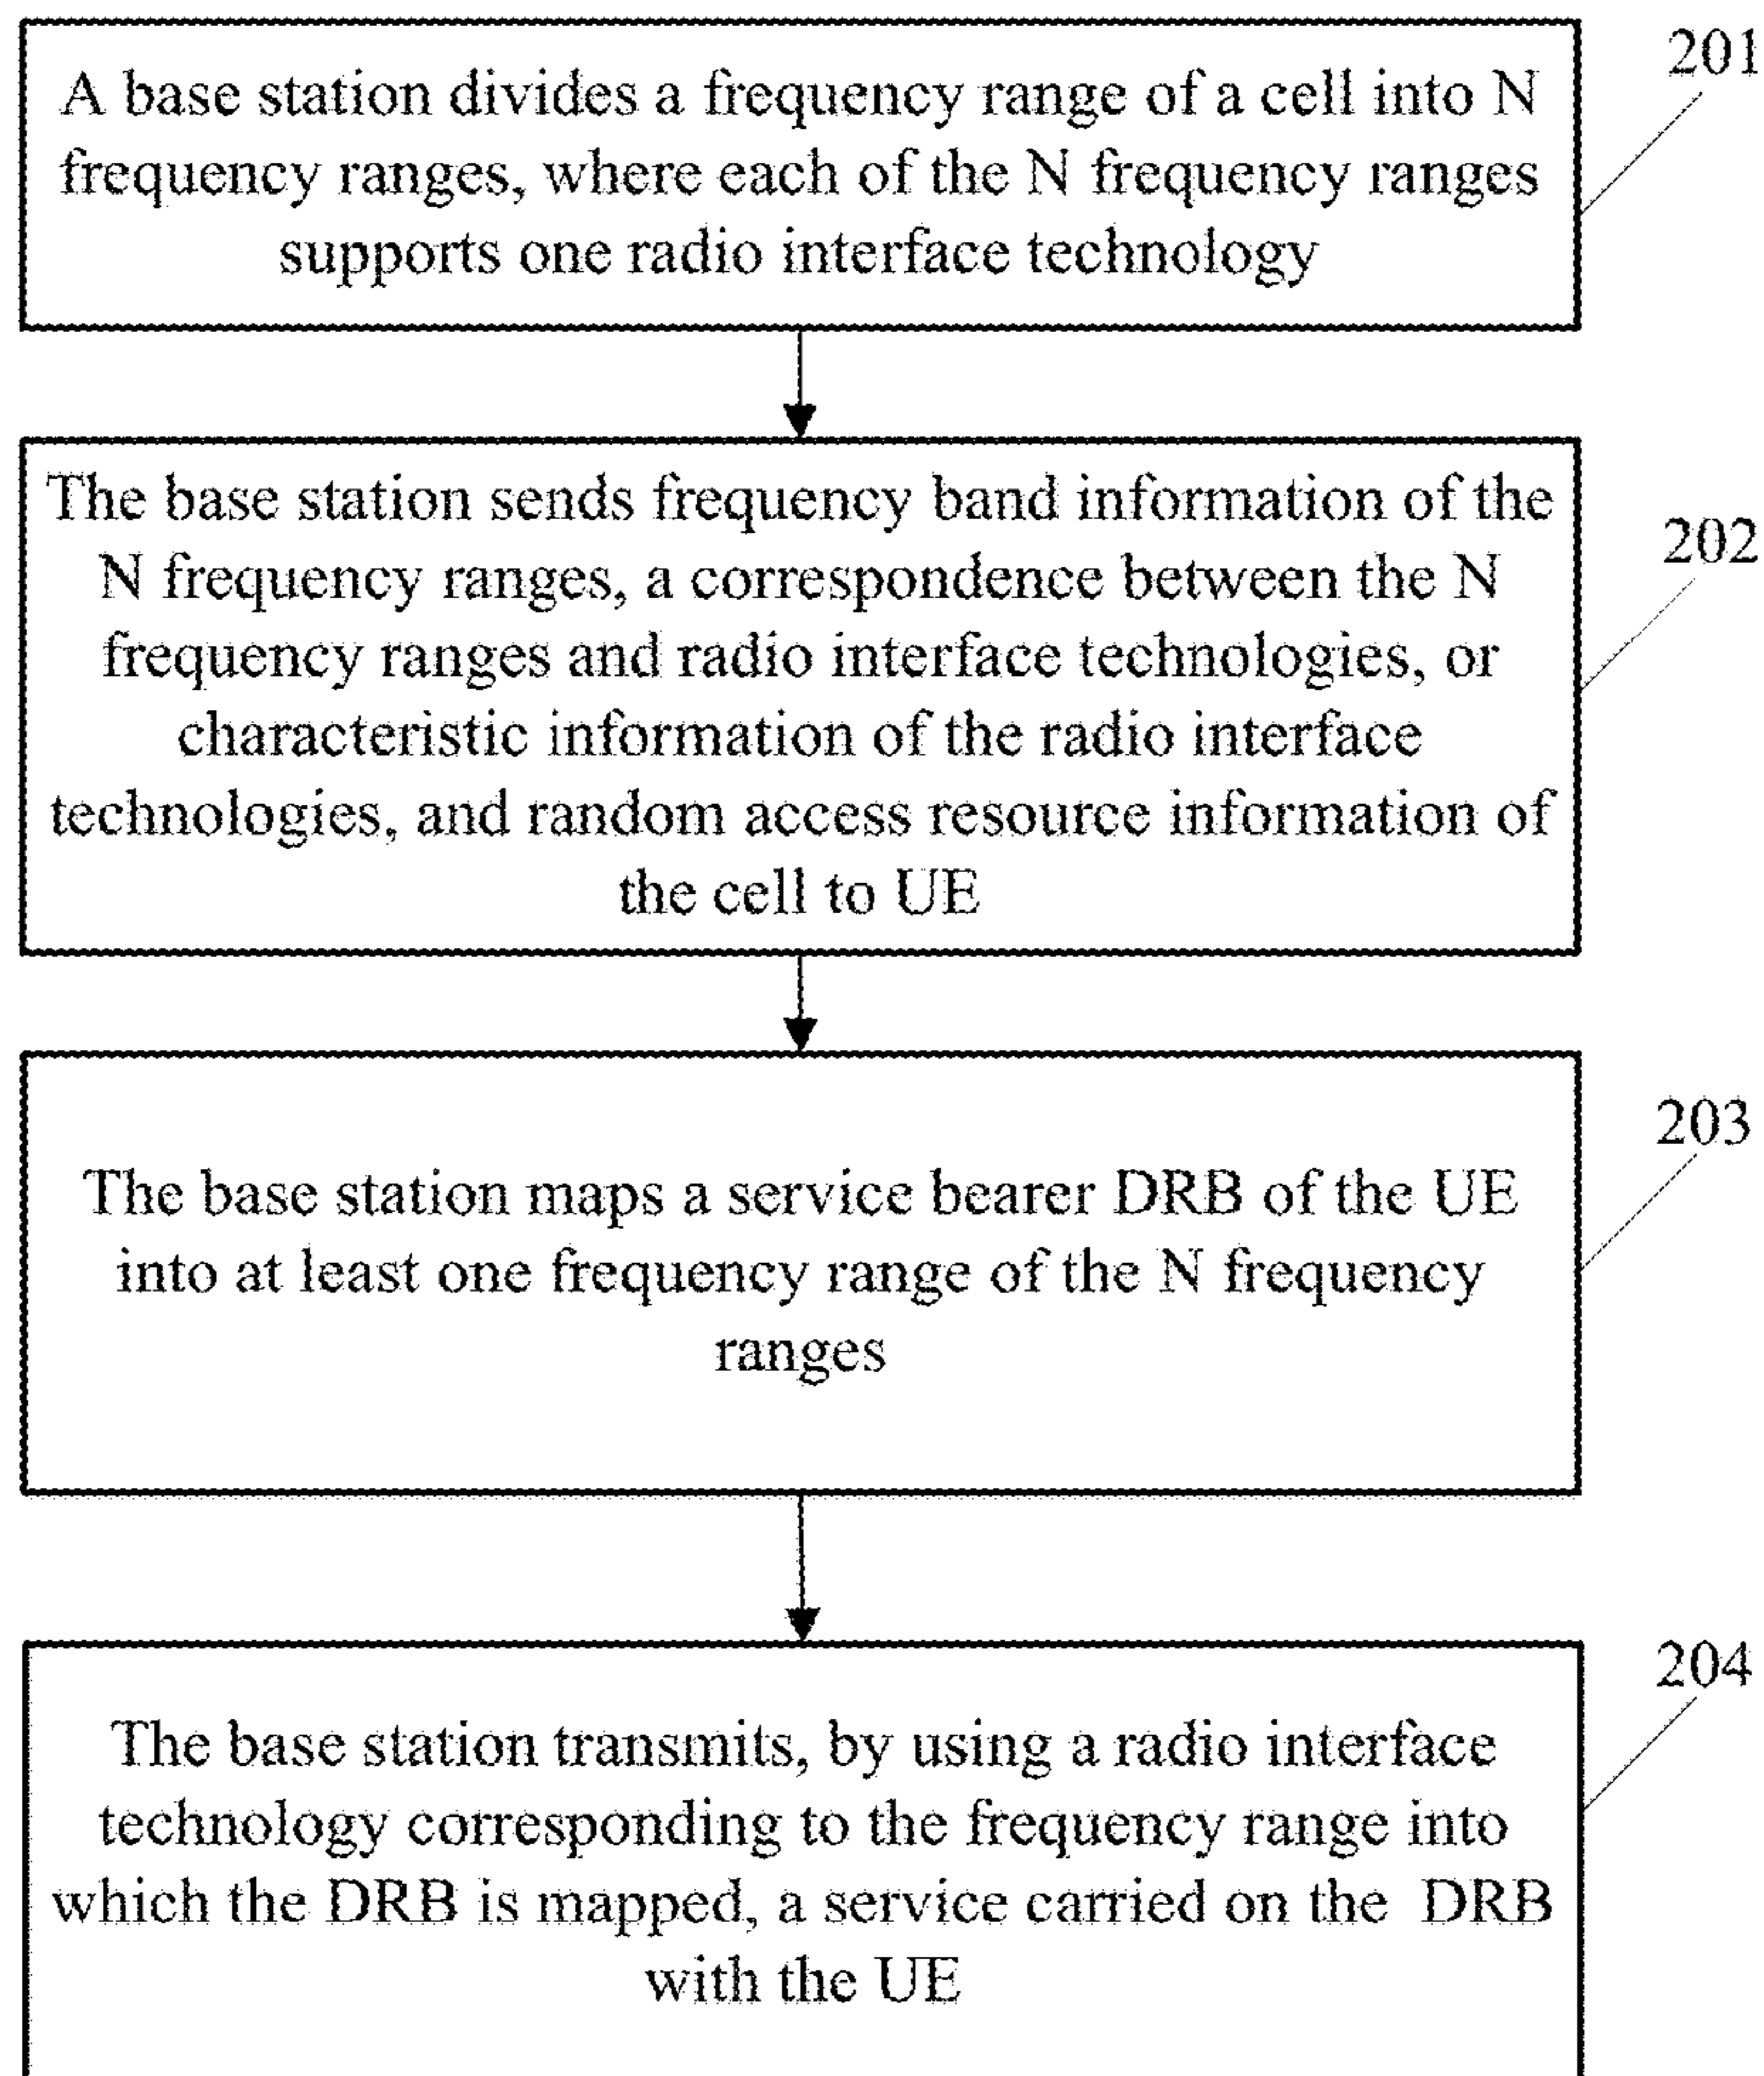 A base station divides a frequency range of a cell into N
frequency ranges, where each of the N frequency ranges
supports one radio interface technology
201
The base station sends frequency band information of the
N frequency ranges, a correspondence between the N
frequency ranges and radio interface technologies, or
characteristic information of the radio interface
technologies, and random access resource information of
the cell to UE
202
The base station maps a service bearer DRB of the UE
into at least one frequency range of the N frequency
ranges
203
The base station transmits, by using a radio interface
technology corresponding to the frequency range into
which the DRB is mapped, a service carried on the DRB
with the UE
204